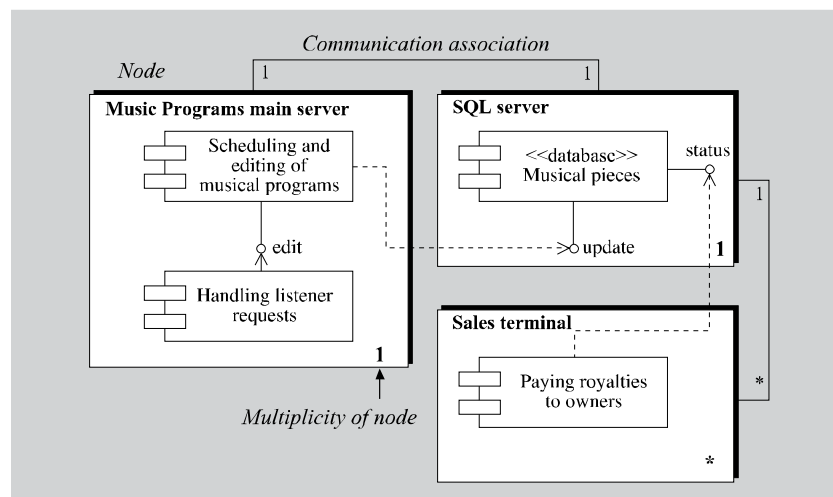 Communication association
Node
1
1
Music Programs main server
SQL server
Scheduling and
editing of
musical programs
<<database>>
Musical pieces
status
1
edit
update
1
Handling listener
requests
Sales terminal
1
Paying royalties
to owners
*
Multiplicity of node
*